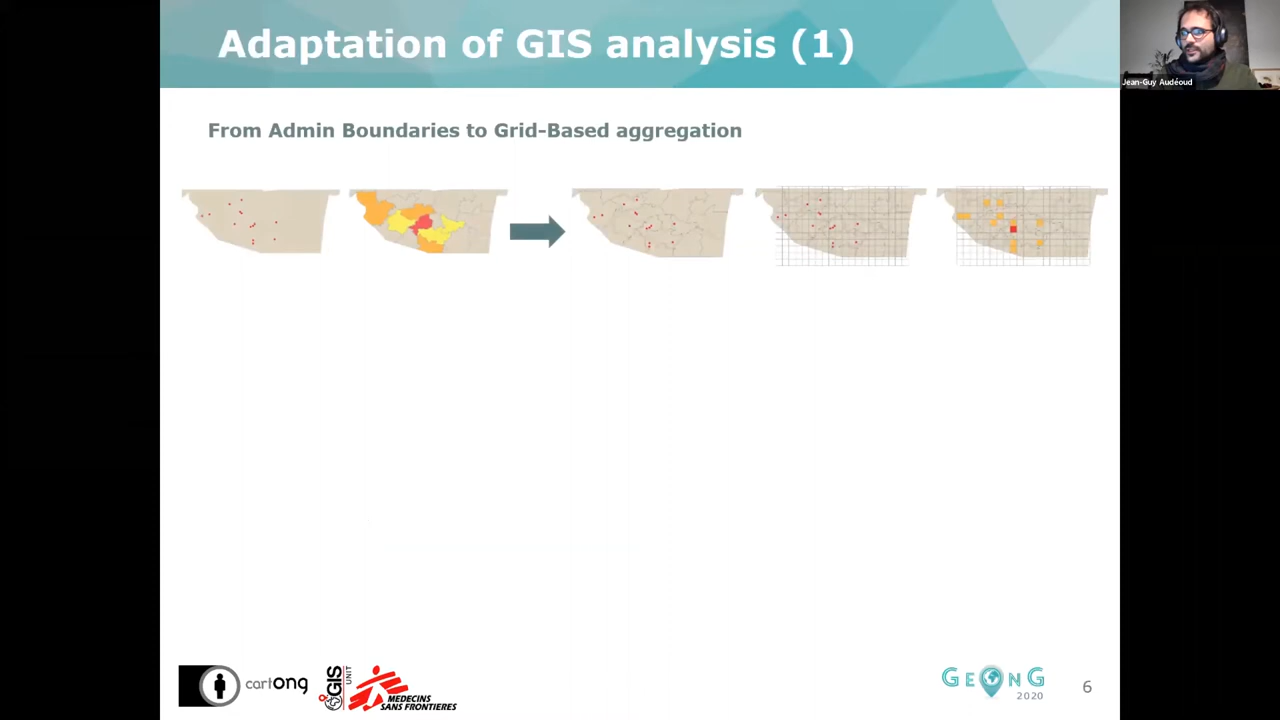 Adaptation of GIS analysis (1)
Jean-Guy Audéoud
From Admin Boundaries to Grid-Based aggregation
cartONG
GIS
UNIT
MEDECINS
SANS FRONTIERES
GEONG
2020
6